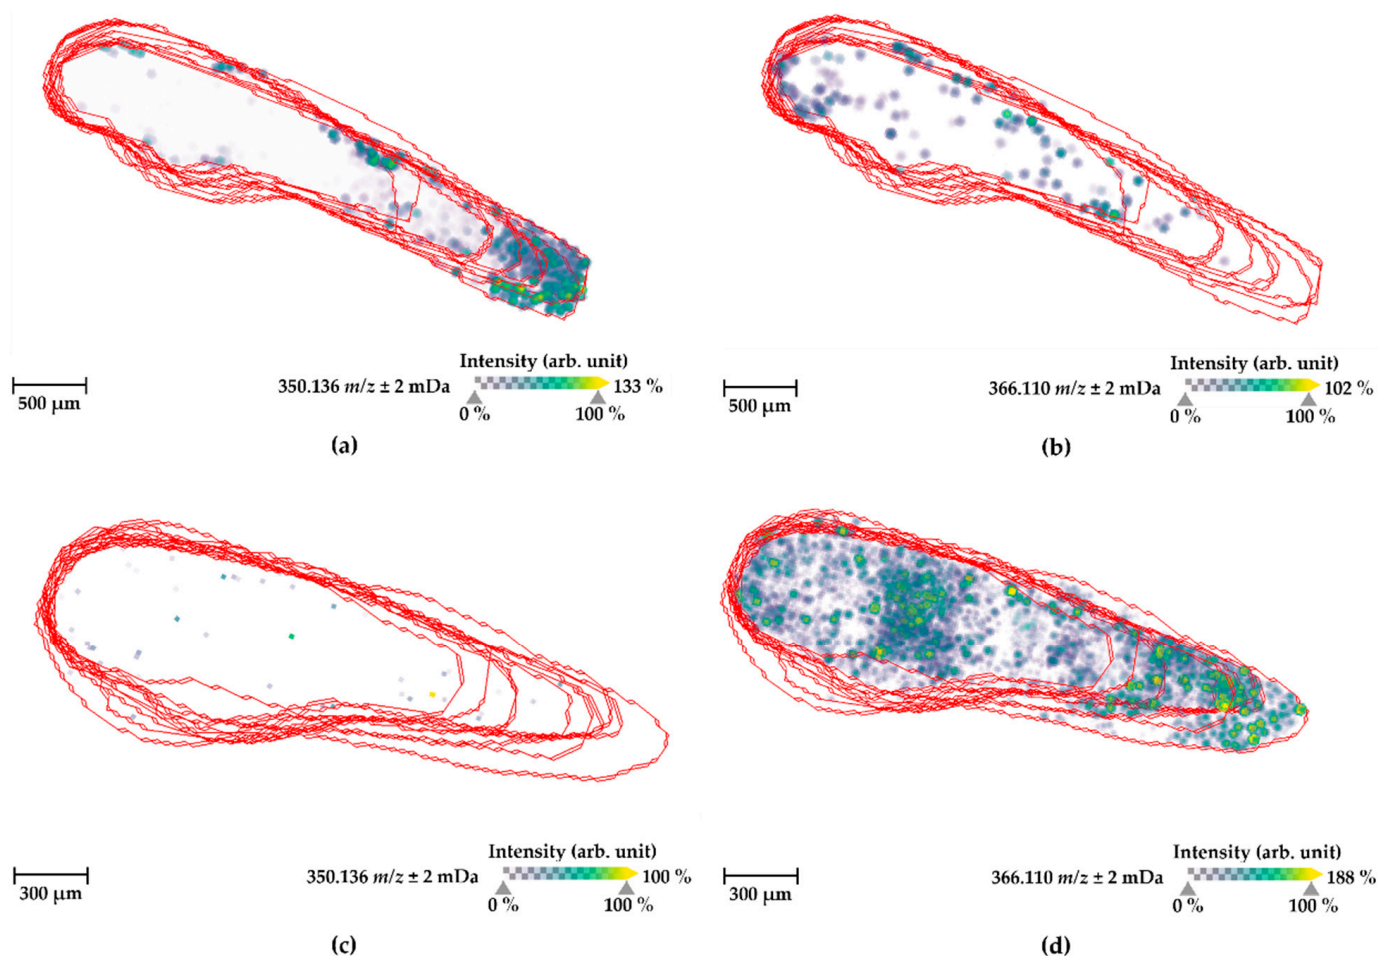 Intensity (arb. unit)
350.136 m/z ± 2 mDa
133 %
0 %
100 %
500 μm
(a)
Intensity (arb. unit)
366.110 m/z ± 2 mDa
102 %
0 %
100 %
500 μm
(b)
Intensity (arb. unit)
350.136 m/z ± 2 mDa
100 %
0 %
100 %
300 μm
(c)
Intensity (arb. unit)
366.110 m/z ± 2 mDa
188 %
0 %
100 %
300 μm
(d)